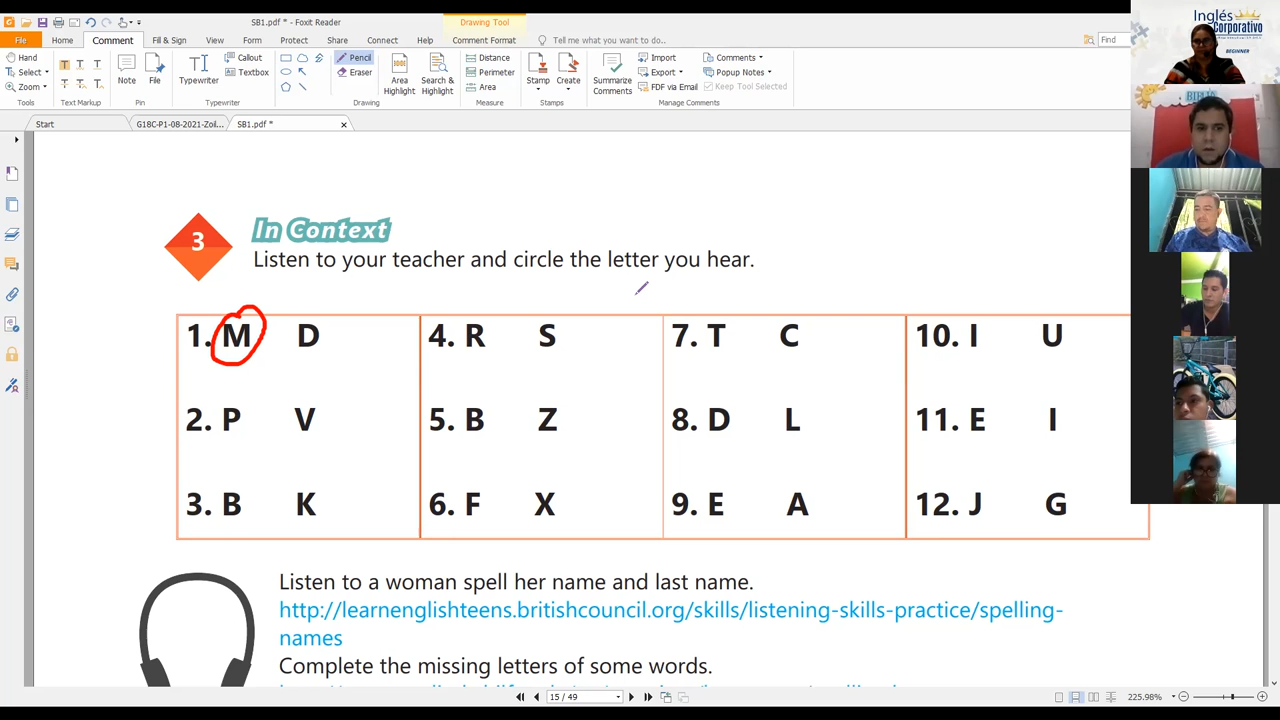 SB1.pdf * - Foxit Reader
Drawing Tool
File Home Comment Fill & Sign View Form Protect Share Connect Help Comment Format Tell me what you want to do... Find
Hand
Select
Zoom
Tools
Text Markup
Note
File
Pin
Typewriter
Callout
Textbox
Typewriter
Pencil
Eraser
Drawing
Area Highlight
Search & Highlight
Distance
Perimeter
Area
Measure
Stamp
Create
Stamps
Summarize Comments
Import
Export
FDF via Email
Comments
Popup Notes
Keep Tool Selected
Manage Comments
Start G18C-P1-08-2021-Zoil... SB1.pdf *
Inglés
Corporativo
BEGINNER
3
In Context
Listen to your teacher and circle the letter you hear.
1. M D 4. R S 7. T C 10. I U
2. P V 5. B Z 8. D L 11. E I
3. B K 6. F X 9. E A 12. J G
Listen to a woman spell her name and last name.
http://learnenglishteens.britishcouncil.org/skills/listening-skills-practice/spelling-
names
Complete the missing letters of some words.
15 / 49
225.98%